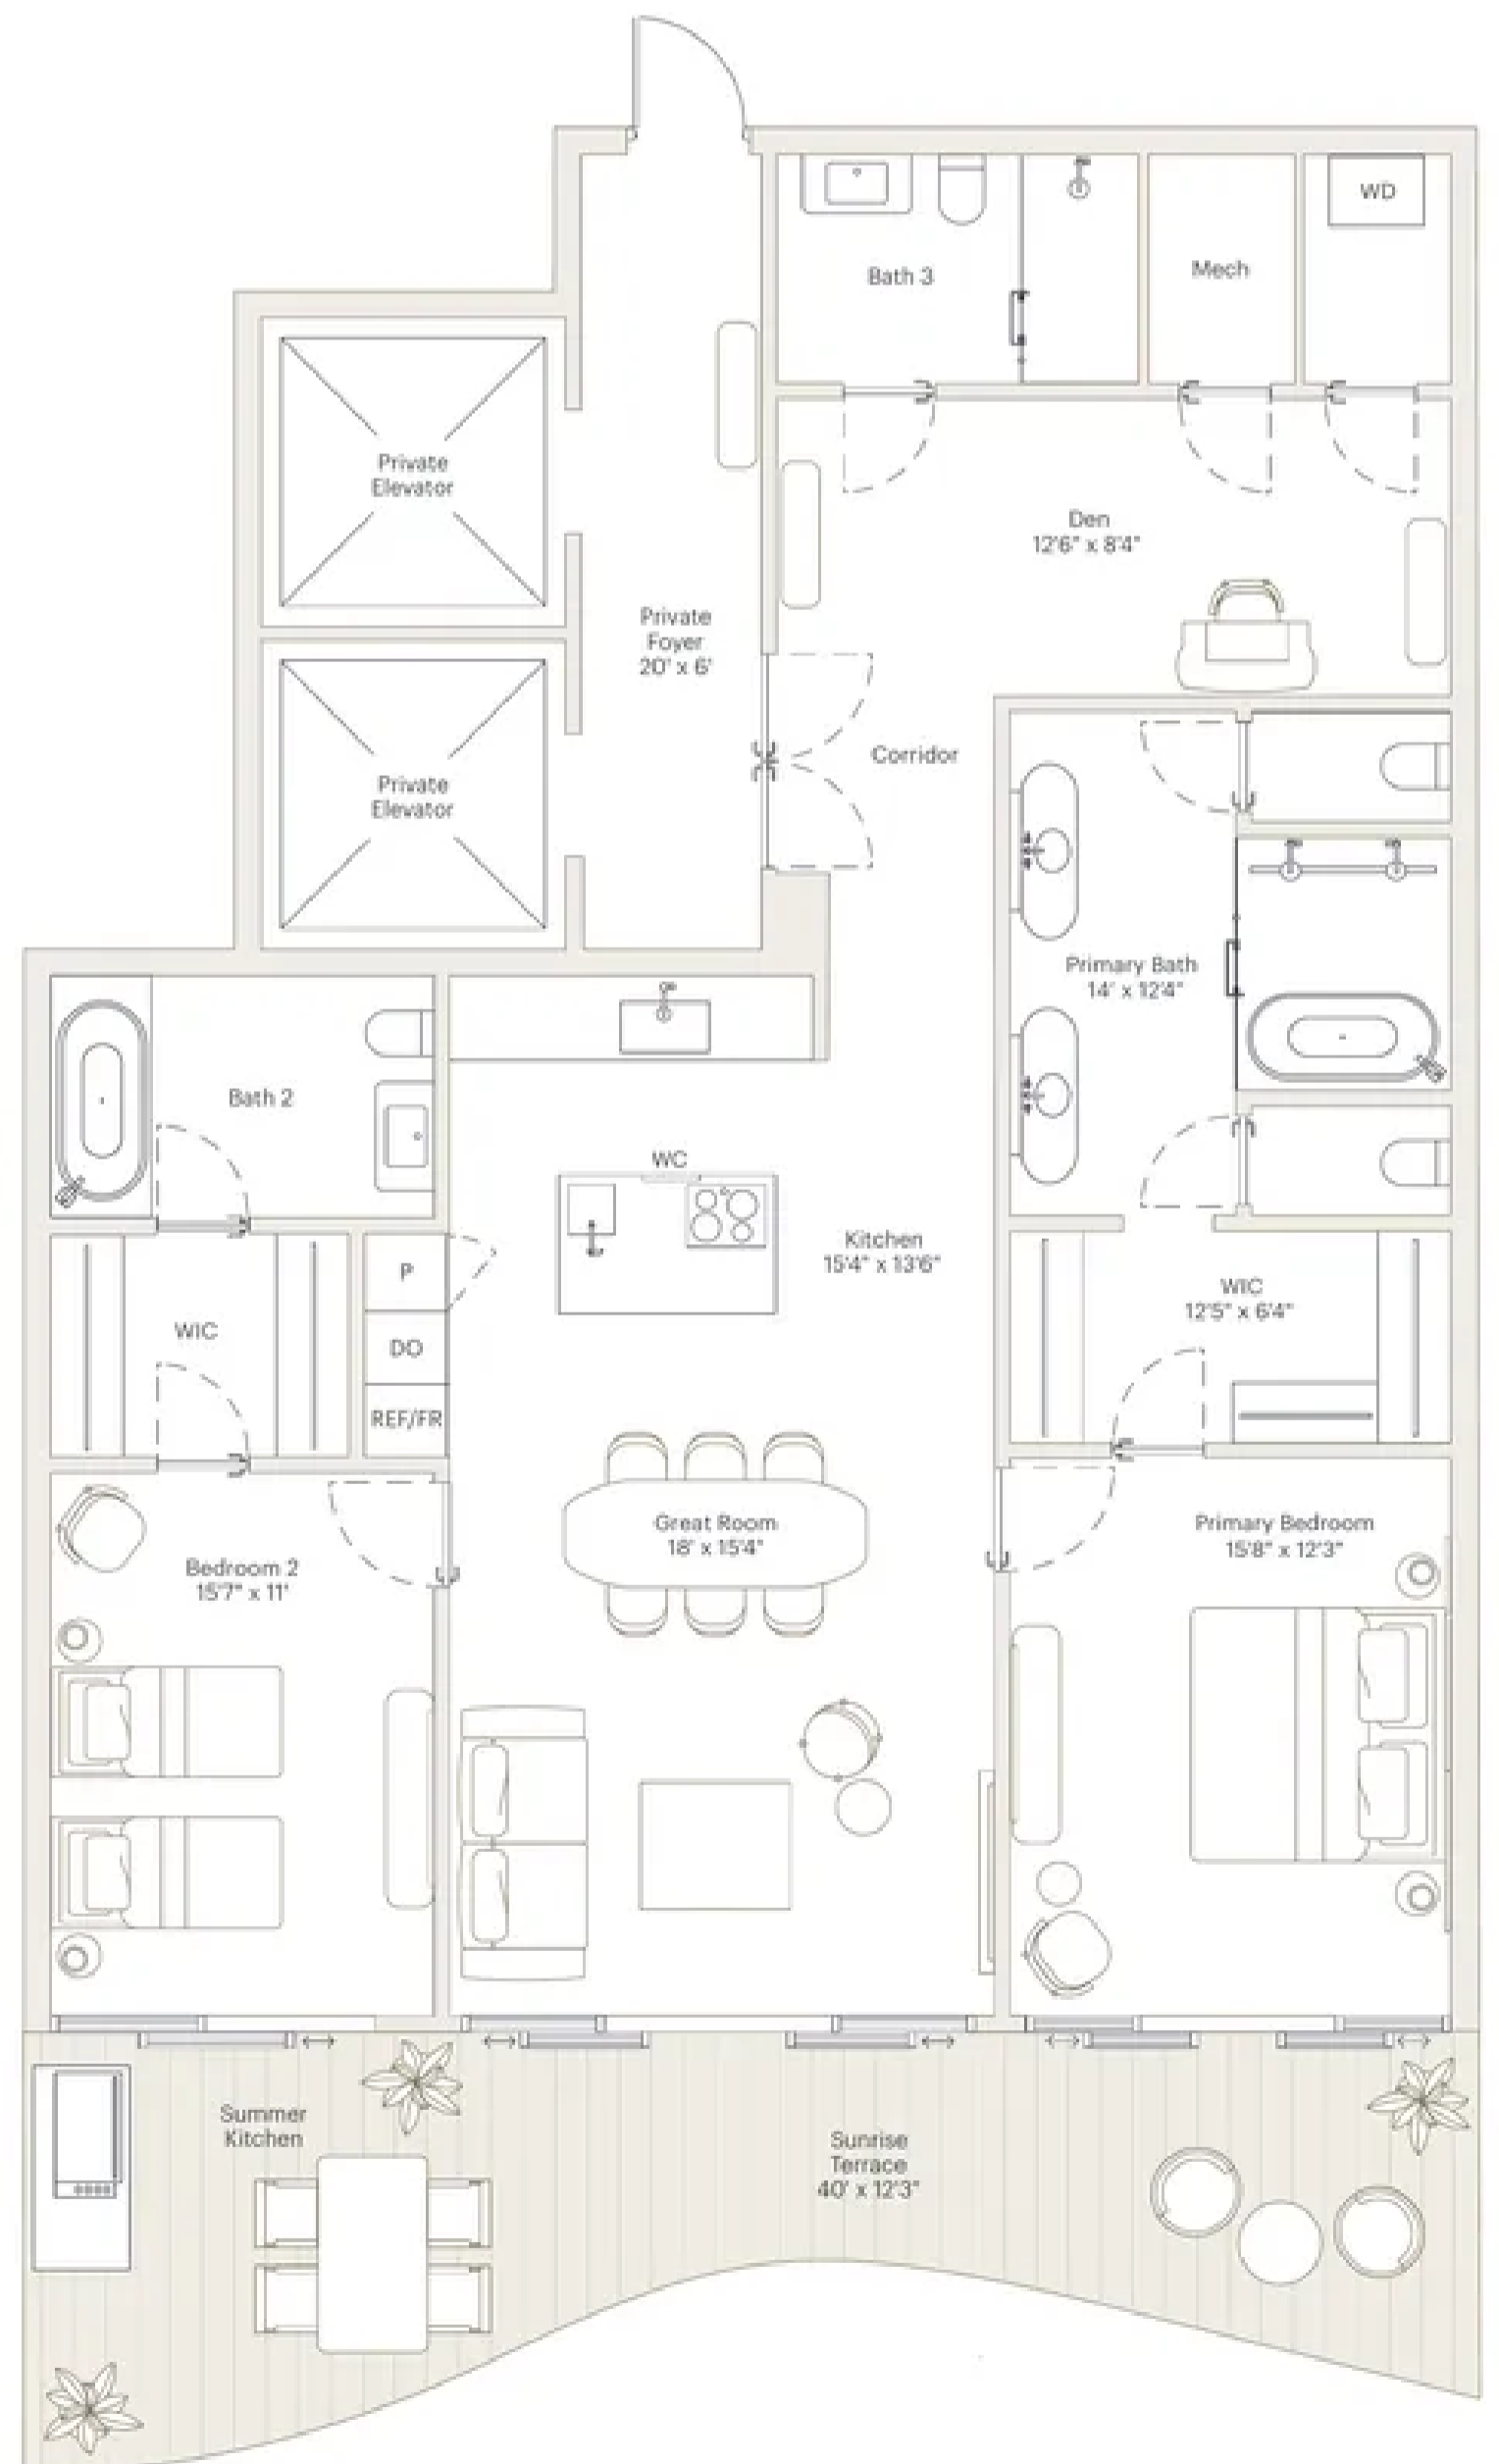 WD
Bath 3
Mech
Private
Elevator
Den
12'6" x 8'4"
Private
Foyer
20' x 6'
Corridor
Private
Elevator
Primary Bath
14' x 12'4"
Bath 2
WC
Kitchen
15'4" x 13'6"
P
WIC
12'5" x 6'4"
WIC
DO
REF/FR
Great Room
18' x 15'4"
Primary Bedroom
15'8" x 12'3"
Bedroom 2
15'7" x 11'
Summer
Kitchen
Sunrise
Terrace
40' x 12'3"